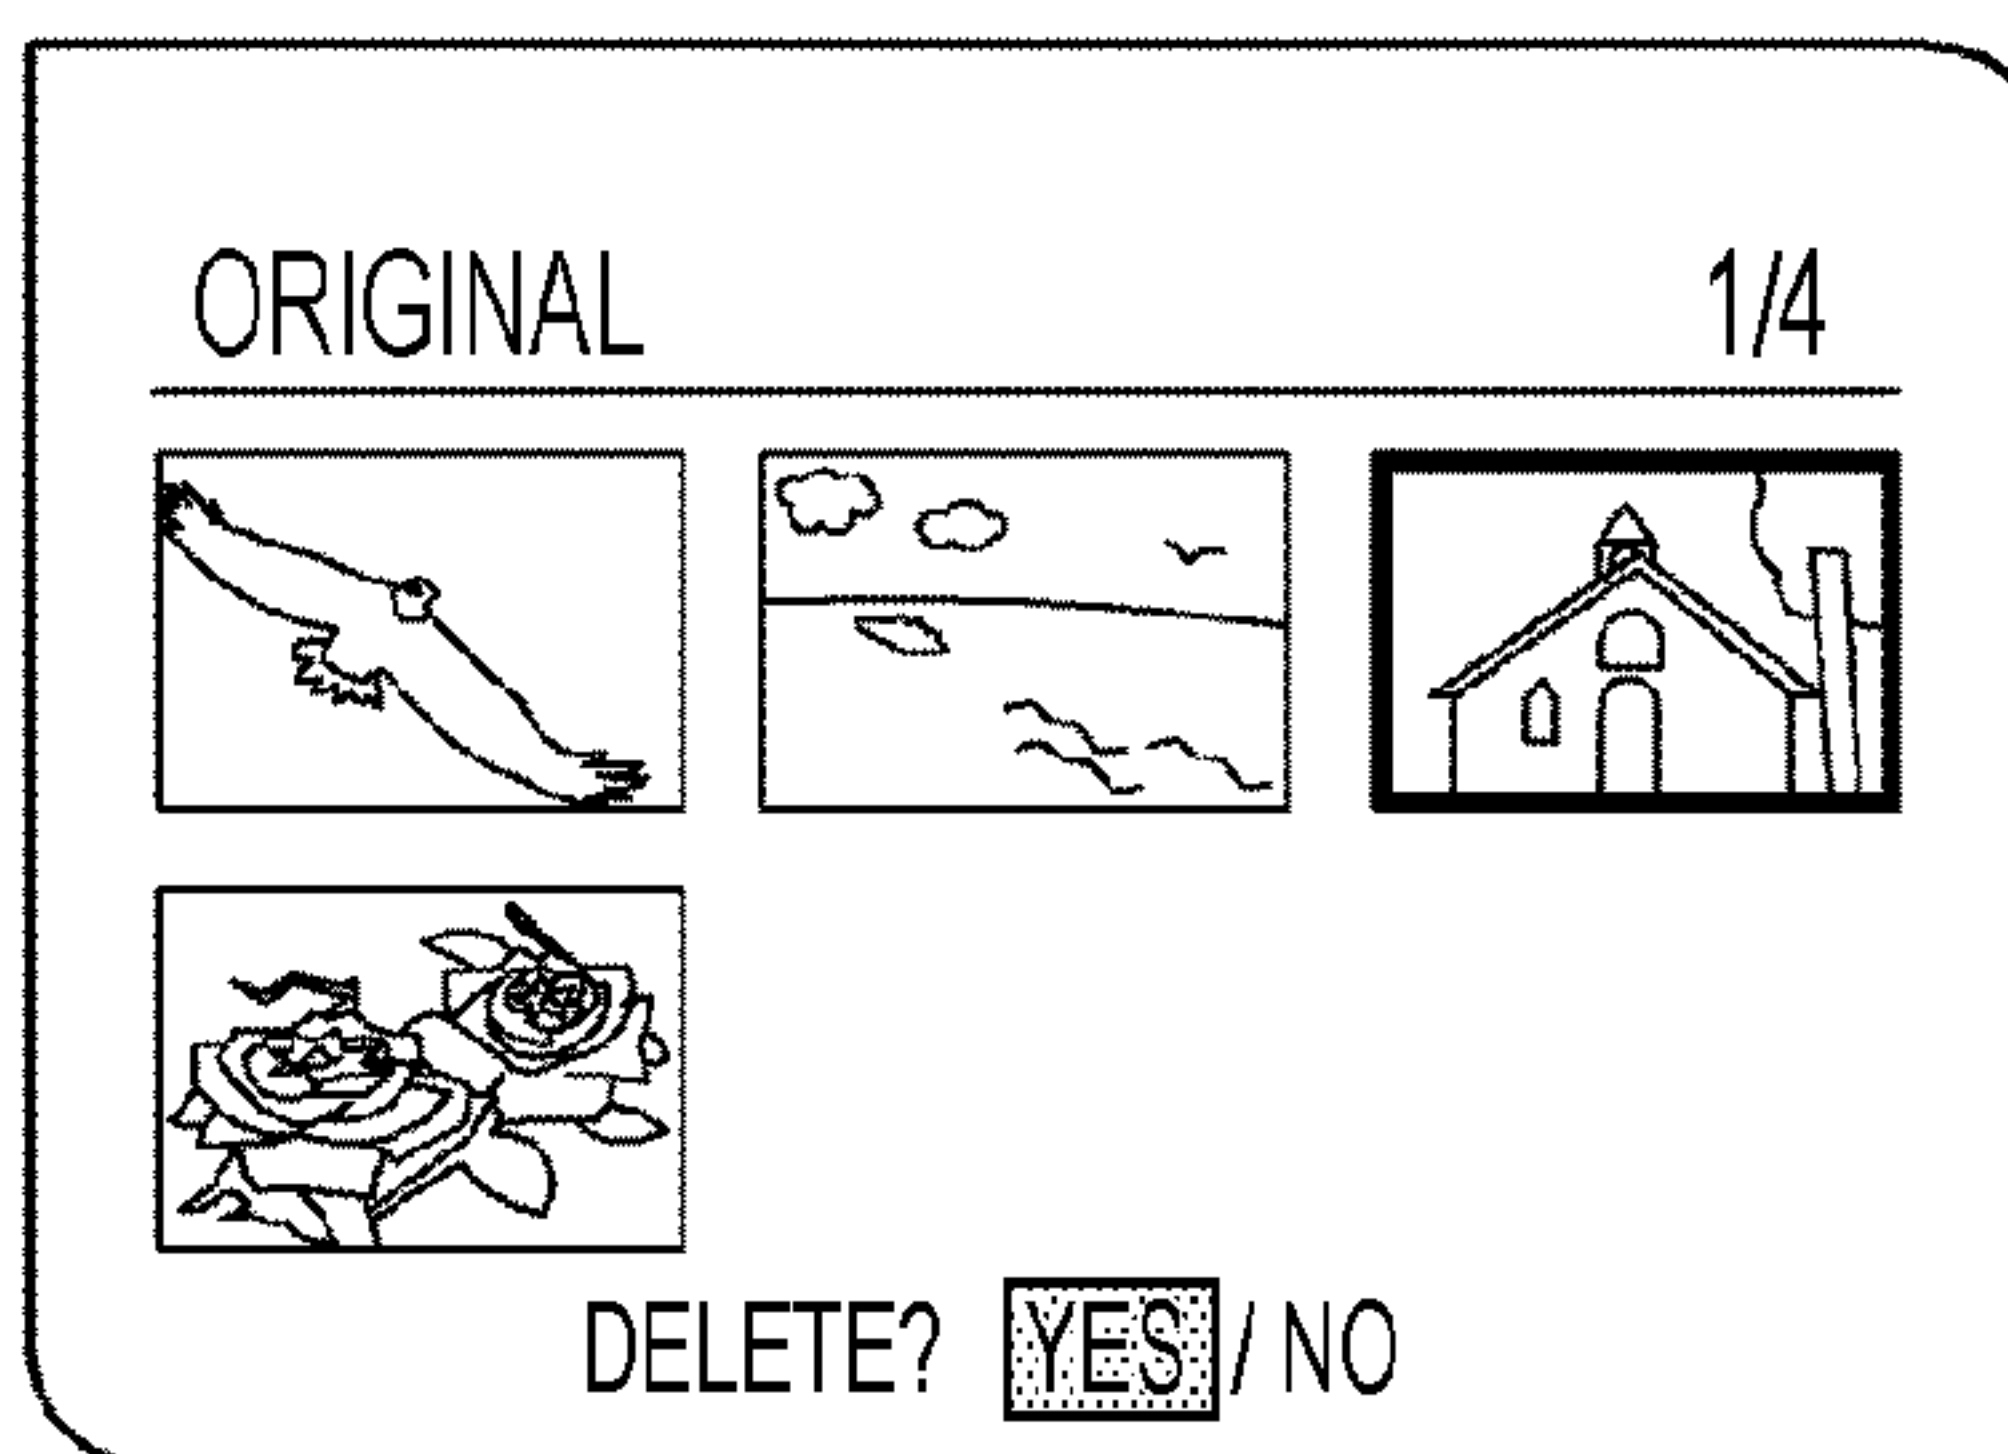 ORIGINAL 1/4
DELETE? YES / NO